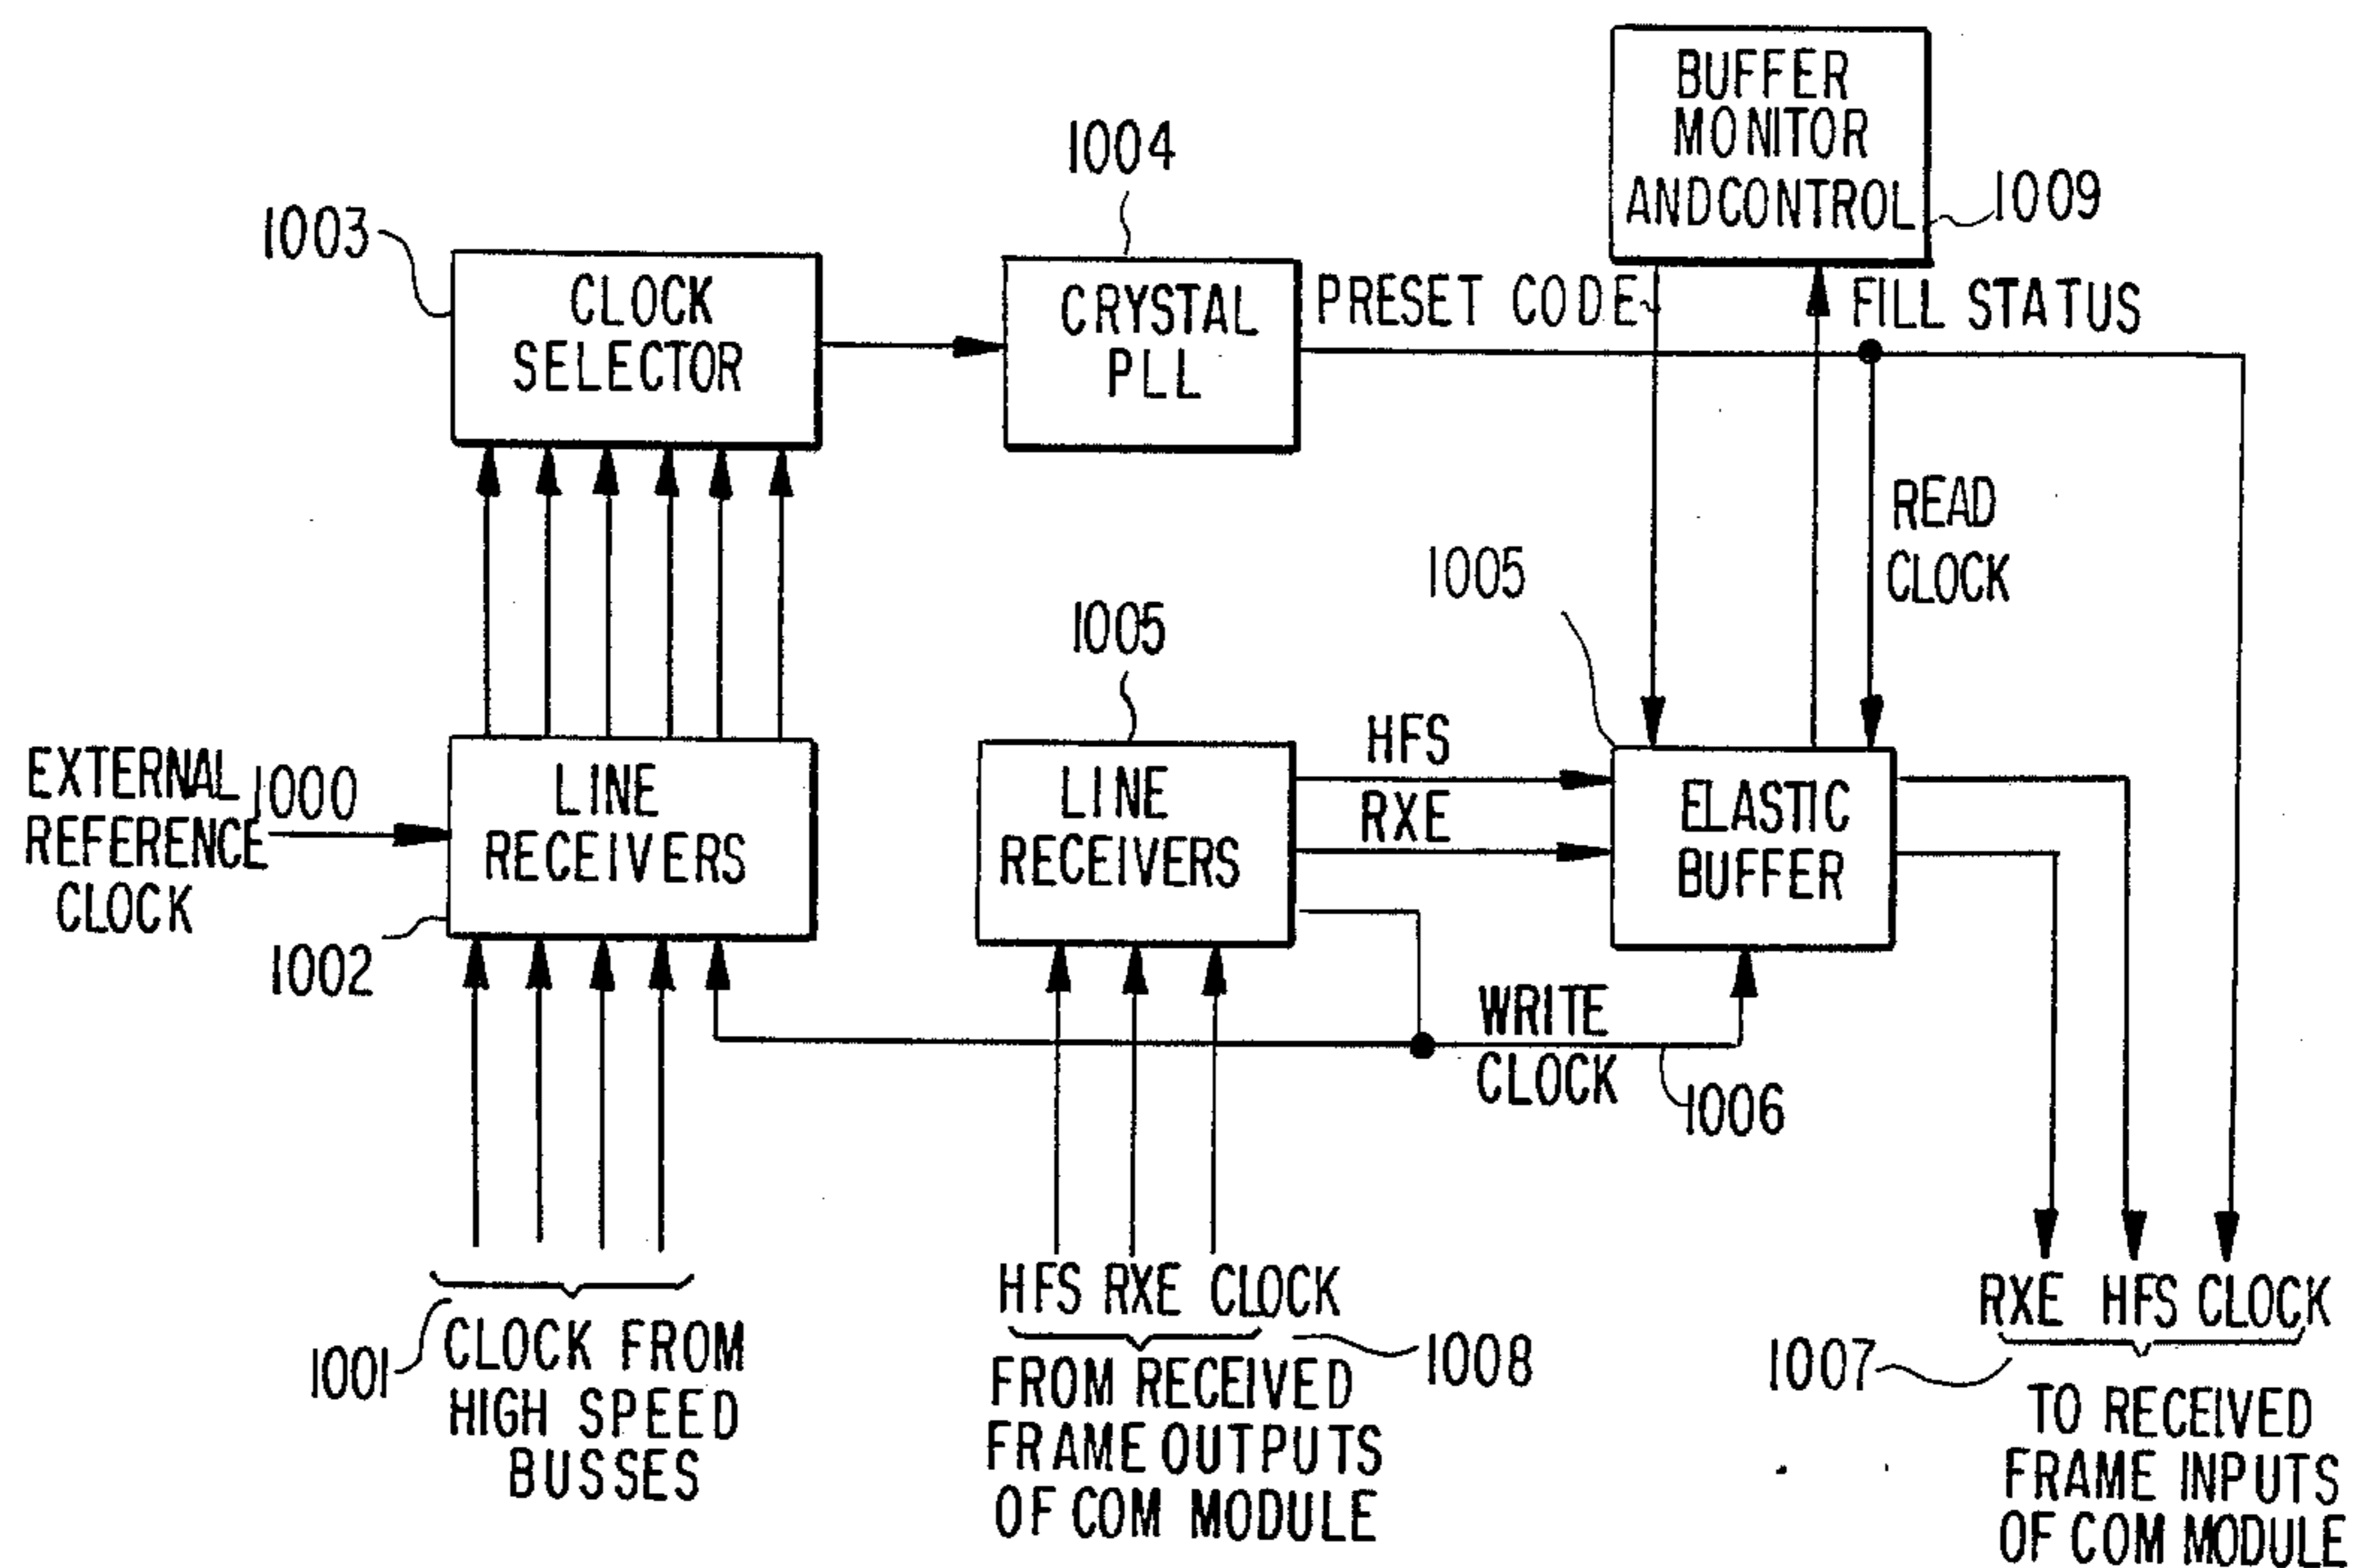 BUFFER
MONITOR
ANDCONTROL
1009
1004
1003
CLOCK
SELECTOR
CRYSTAL
PLL
PRESET CODE
FILL STATUS
READ
CLOCK
1005
1005
EXTERNAL
REFERENCE
CLOCK
1000
LINE
RECEIVERS
1002
LINE
RECEIVERS
HFS
RXE
ELASTIC
BUFFER
WRITE
CLOCK
1006
1001
CLOCK FROM
HIGH SPEED
BUSSES
HFS RXE CLOCK
1008
FROM RECEIVED
FRAME OUTPUTS
OF COM MODULE
RXE HFS CLOCK
1007
TO RECEIVED
FRAME INPUTS
OF COM MODULE